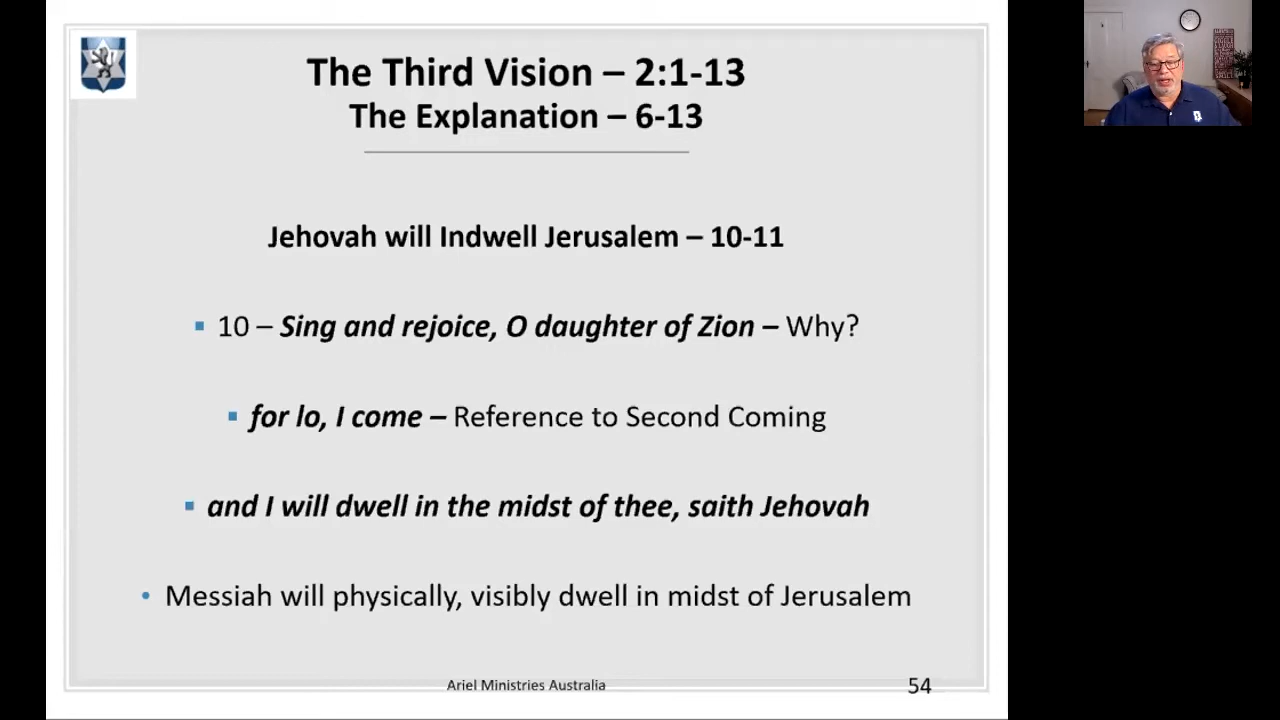 The Third Vision – 2:1-13
The Explanation – 6-13
Jehovah will Indwell Jerusalem – 10-11
▪ 10 – Sing and rejoice, O daughter of Zion – Why?
▪ for lo, I come – Reference to Second Coming
▪ and I will dwell in the midst of thee, saith Jehovah
• Messiah will physically, visibly dwell in midst of Jerusalem
Ariel Ministries Australia
54